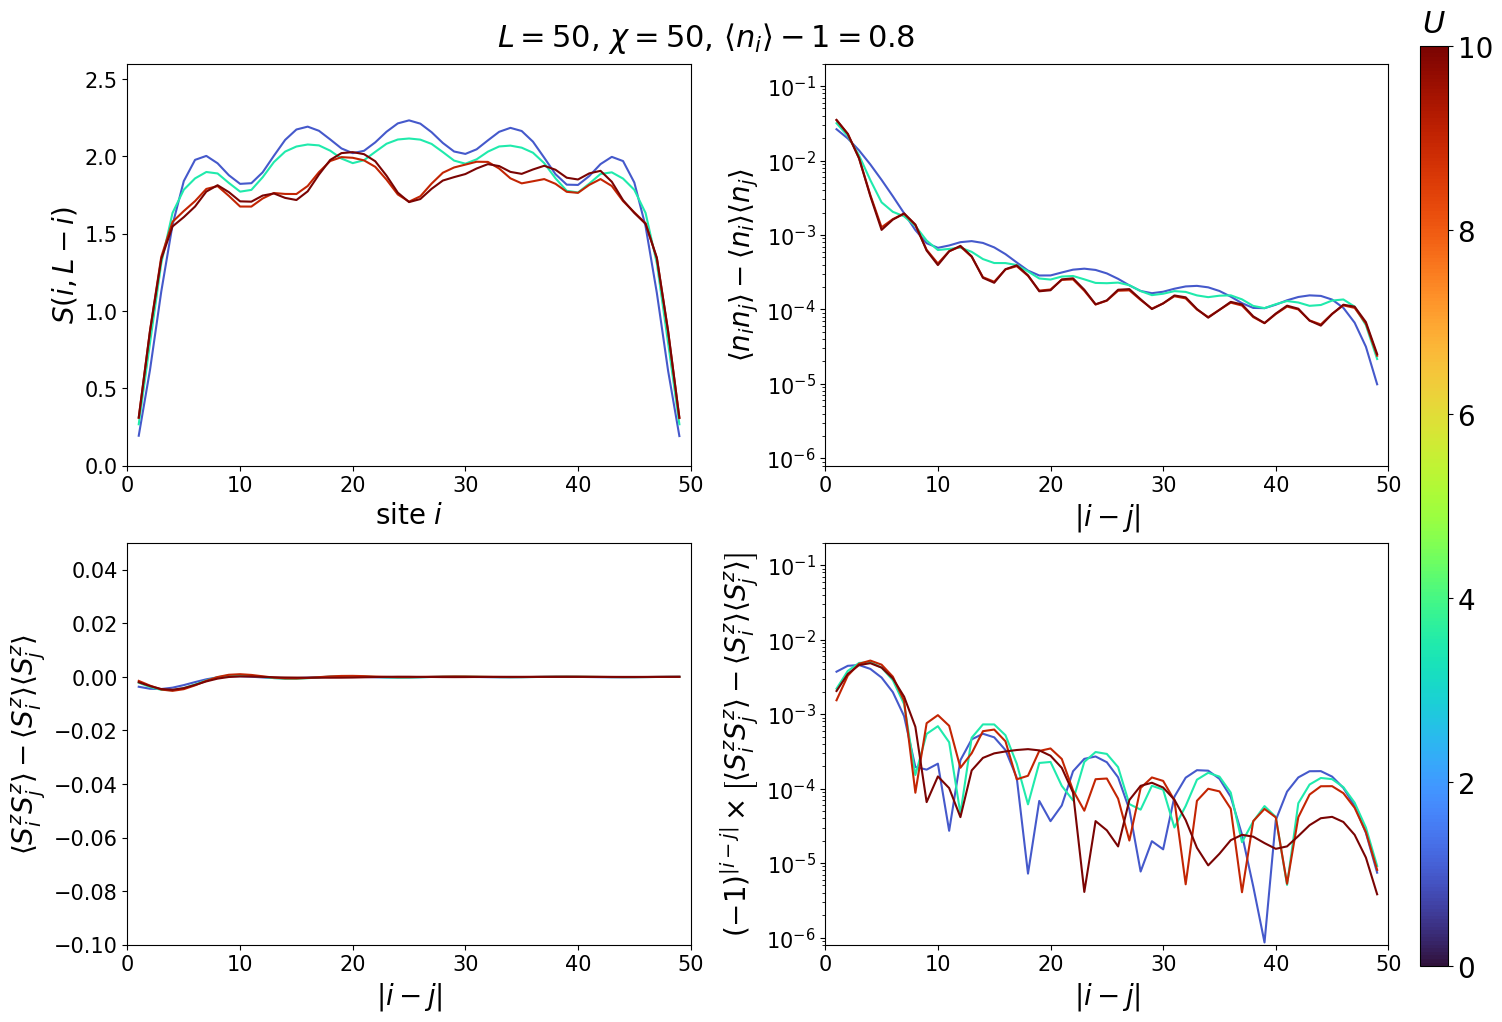 L = 50, χ = 50, ⟨n_i⟩ − 1 = 0.8
2.5
2.0
1.5
1.0
0.5
0.0
S(i, L − i)
0 10 20 30 40 50
site i
10^{-1}
10^{-2}
10^{-3}
10^{-4}
10^{-5}
10^{-6}
⟨n_i n_j⟩ − ⟨n_i⟩⟨n_j⟩
0 10 20 30 40 50
|i − j|
0.04
0.02
0.00
−0.02
−0.04
−0.06
−0.08
−0.10
⟨S_i^z S_j^z⟩ − ⟨S_i^z⟩⟨S_j^z⟩
0 10 20 30 40 50
|i − j|
10^{-1}
10^{-2}
10^{-3}
10^{-4}
10^{-5}
10^{-6}
(−1)^{|i−j|} × [⟨S_i^z S_j^z⟩ − ⟨S_i^z⟩⟨S_j^z⟩]
0 10 20 30 40 50
|i − j|
U
10
8
6
4
2
0